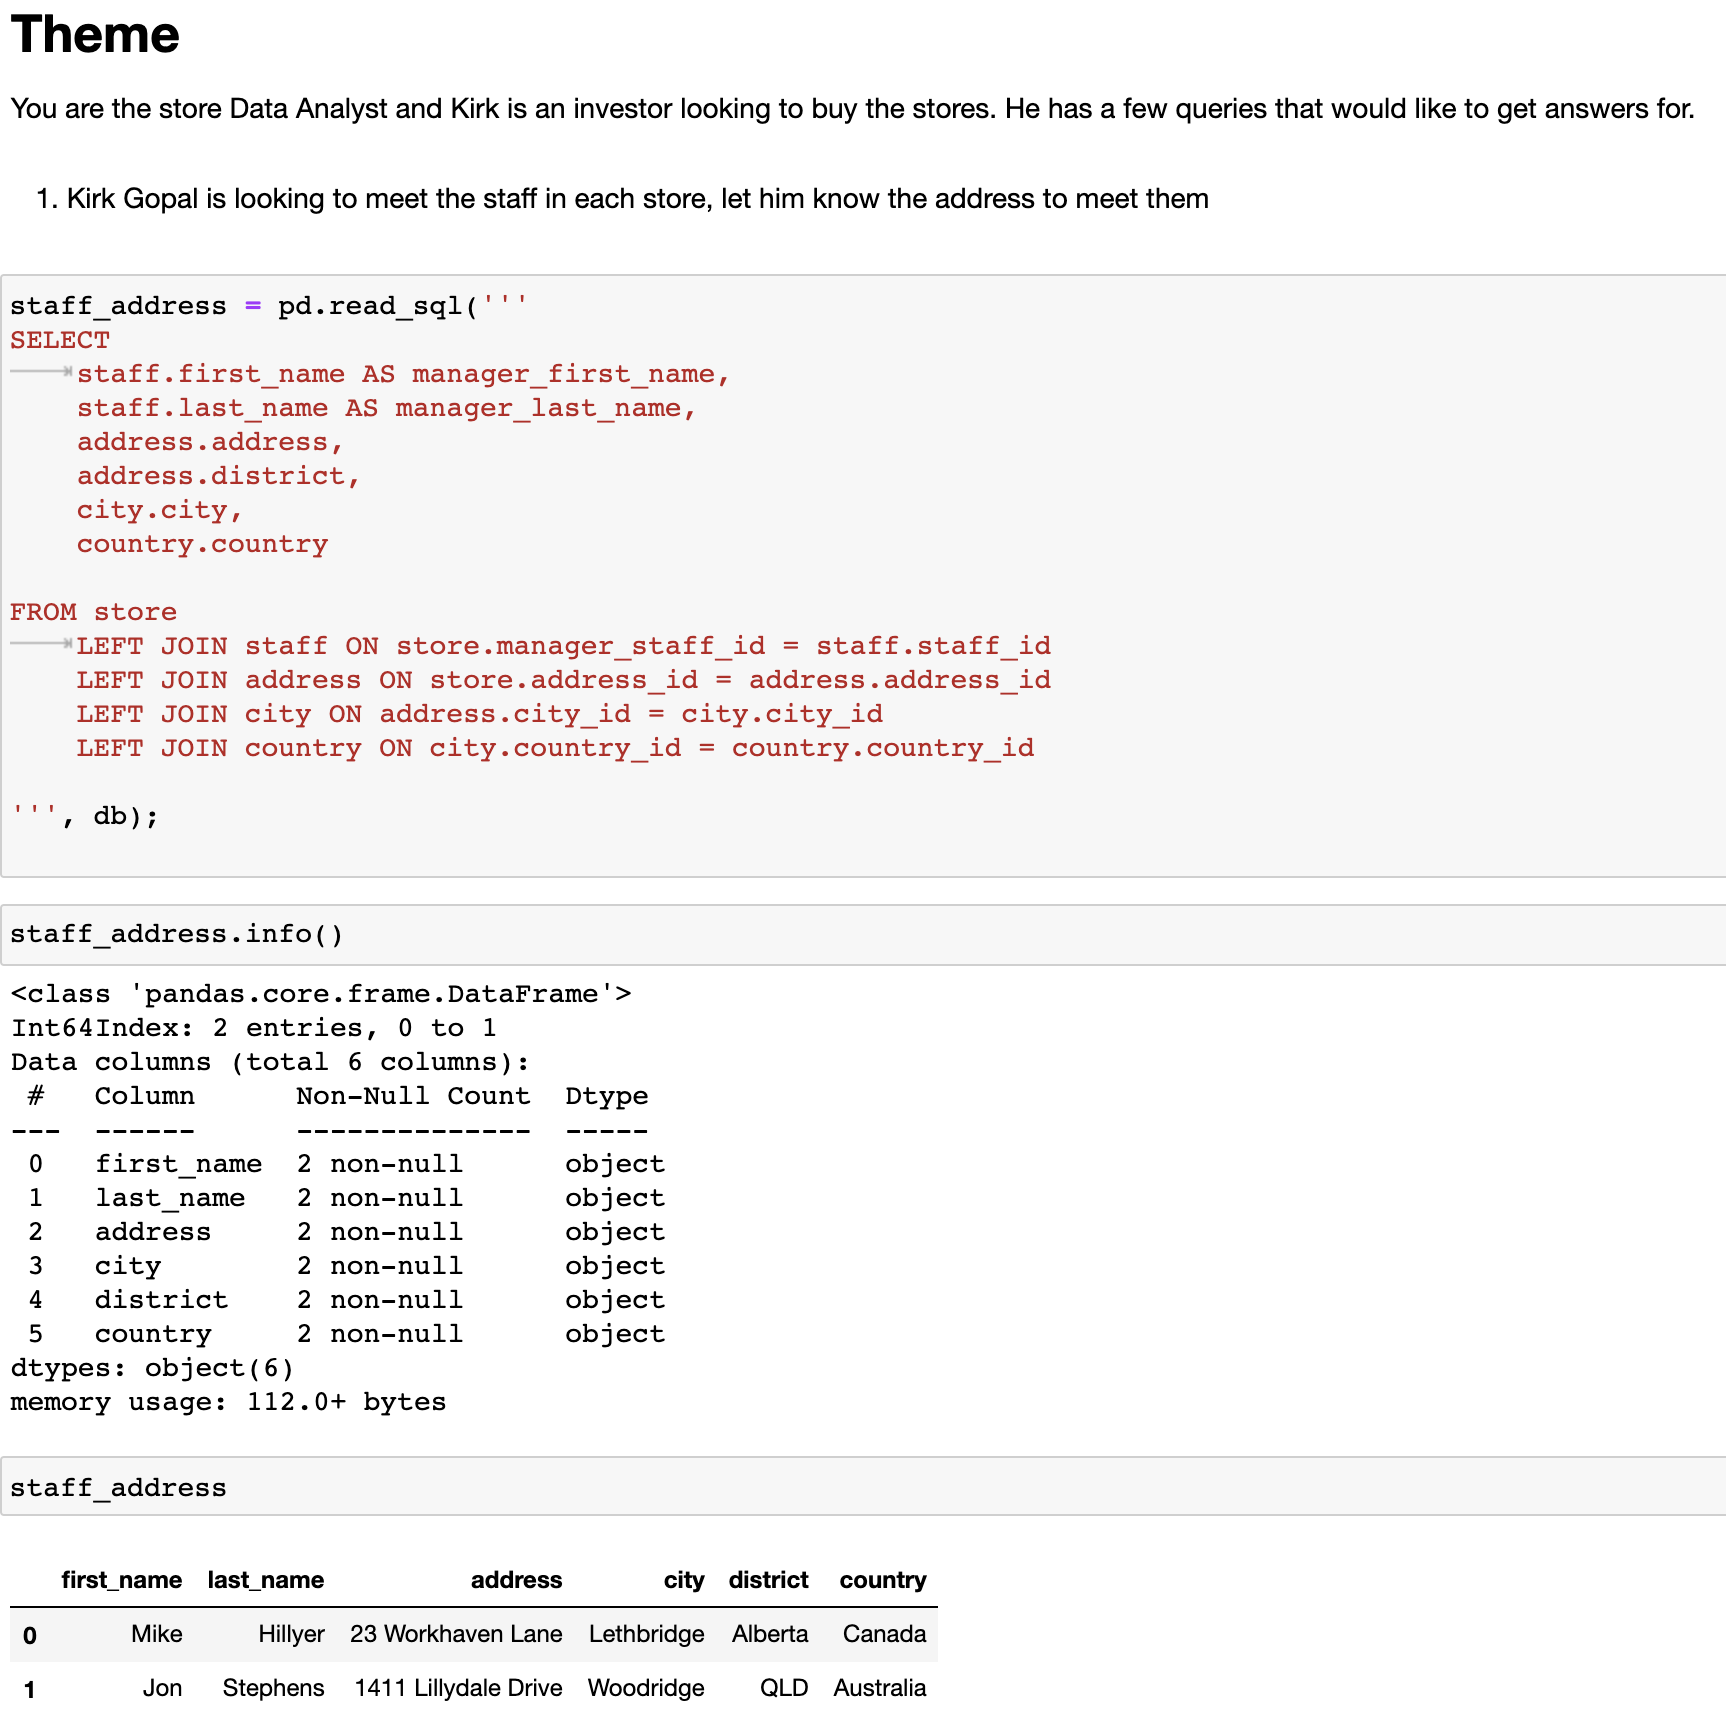 Theme
You are the store Data Analyst and Kirk is an investor looking to buy the stores. He has a few queries that would like to get answers for.
1. Kirk Gopal is looking to meet the staff in each store, let him know the address to meet them
staff_address = pd.read_sql('''
SELECT
    staff.first_name AS manager_first_name,
    staff.last_name AS manager_last_name,
    address.address,
    address.district,
    city.city,
    country.country
FROM store
    LEFT JOIN staff ON store.manager_staff_id = staff.staff_id
    LEFT JOIN address ON store.address_id = address.address_id
    LEFT JOIN city ON address.city_id = city.city_id
    LEFT JOIN country ON city.country_id = country.country_id
''', db);
staff_address.info()
<class 'pandas.core.frame.DataFrame'>
Int64Index: 2 entries, 0 to 1
Data columns (total 6 columns):
 #   Column      Non-Null Count  Dtype
---  ------      --------------  -----
 0   first_name  2 non-null      object
 1   last_name   2 non-null      object
 2   address     2 non-null      object
 3   city        2 non-null      object
 4   district    2 non-null      object
 5   country     2 non-null      object
dtypes: object(6)
memory usage: 112.0+ bytes
staff_address
first_name last_name address city district country
0 Mike Hillyer 23 Workhaven Lane Lethbridge Alberta Canada
1 Jon Stephens 1411 Lillydale Drive Woodridge QLD Australia